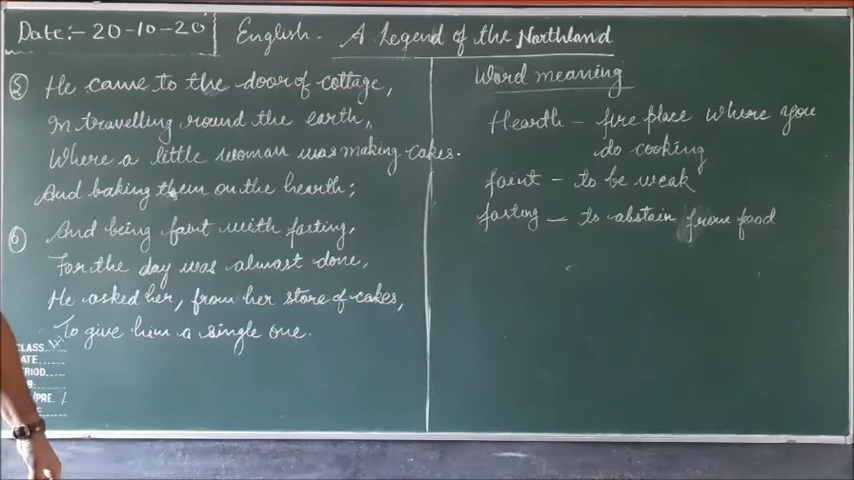 Date:- 20-10-20
English. A Legend of the Northland
5 He came to the door of cottage,
In travelling round the earth,
Where a little woman was making cakes.
And baking them on the hearth;
6 And being faint with fasting,
For the day was almost done,
He asked her, from her store of cakes,
To give him a single one.
Word meaning
Hearth - fire place where you
do cooking
faint - to be weak
fasting - to abstain from food
CLASS. IX
DATE
PERIOD
SUB:
/PRE. /